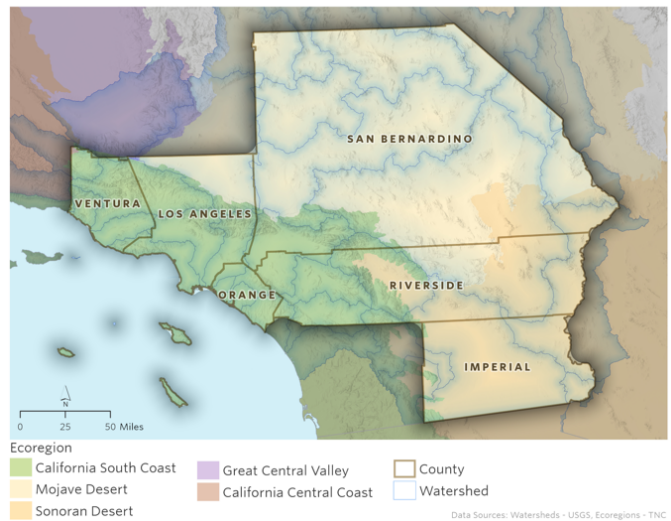 SAN BERNARDINO
VENTURA
LOS ANGELES
RIVERSIDE
ORANGE
IMPERIAL
N
0 25 50 Miles
Ecoregion
California South Coast
Mojave Desert
Sonoran Desert
Great Central Valley
California Central Coast
County
Watershed
Data Sources: Watersheds - USGS, Ecoregions - TNC